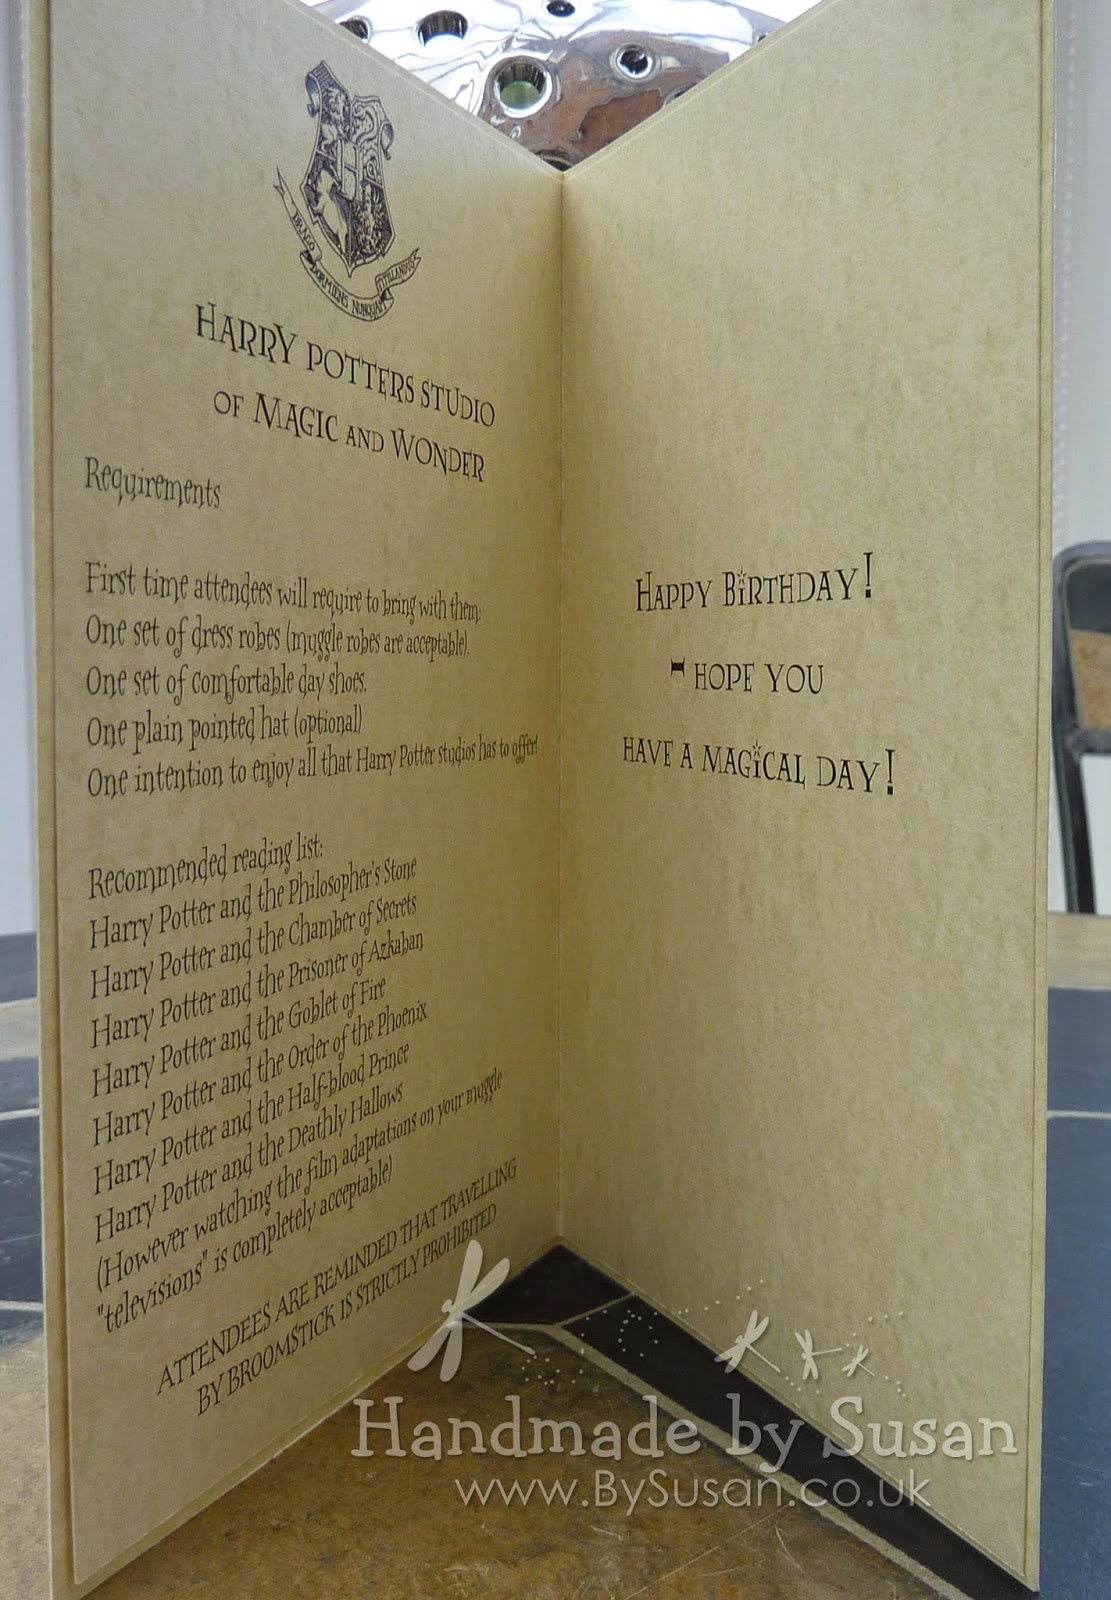 DRACO DORMIENS NUNQUAM TITILLANDUS
HARRY POTTERS STUDIO
OF MAGIC AND WONDER
Requirements
First time attendees will require to bring with them:
One set of dress robes (muggle robes are acceptable).
One set of comfortable day shoes.
One plain pointed hat (optional)
One intention to enjoy all that Harry Potter studios has to offer!
Recommended reading list:
Harry Potter and the Philosopher's Stone
Harry Potter and the Chamber of Secrets
Harry Potter and the Prisoner of Azkaban
Harry Potter and the Goblet of Fire
Harry Potter and the Order of the Phoenix
Harry Potter and the Half-blood Prince
Harry Potter and the Deathly Hallows
(However watching the film adaptations on your muggle
"televisions" is completely acceptable)
ATTENDEES ARE REMINDED THAT TRAVELLING
BY BROOMSTICK IS STRICTLY PROHIBITED
HAPPY BIRTHDAY!
I HOPE YOU
HAVE A MAGICAL DAY!
Handmade by Susan
www.BySusan.co.uk